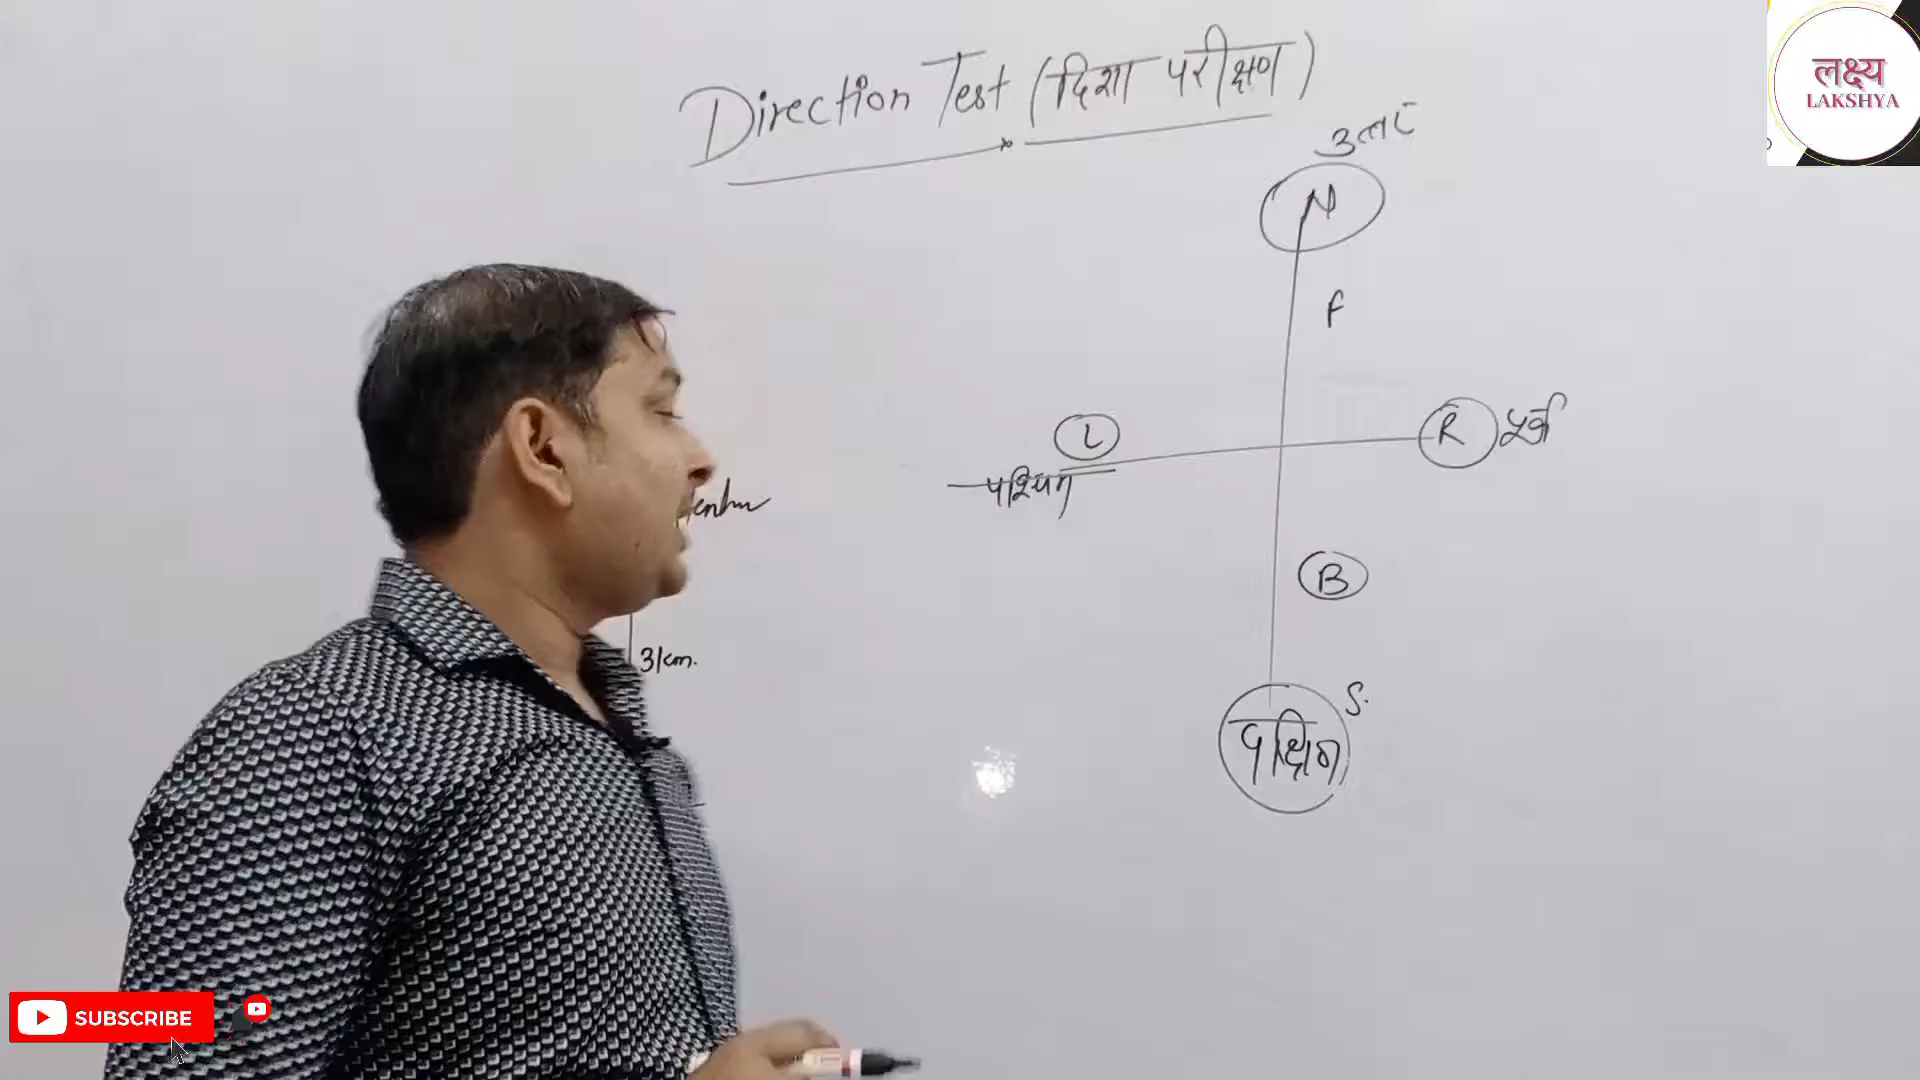 Direction Test (दिशा परीक्षण)
लक्ष्य
LAKSHYA
उत्तर
N
F
L
R पूर्व
पश्चिम
B
3km.
S.
दक्षिण
SUBSCRIBE